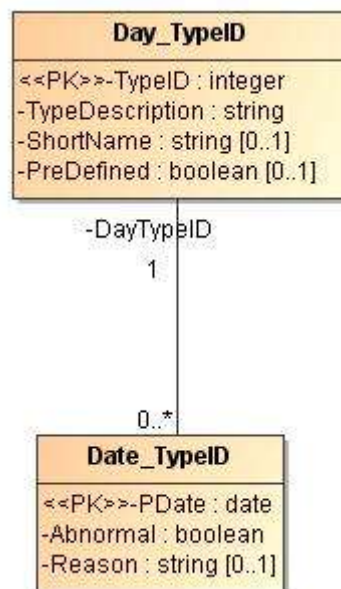 Day_TypeID
<<PK>>-TypeID : integer
-TypeDescription : string
-ShortName : string [0..1]
-PreDefined : boolean [0..1]
-DayTypeID
1
0..*
Date_TypeID
<<PK>>-PDate : date
-Abnormal : boolean
-Reason : string [0..1]